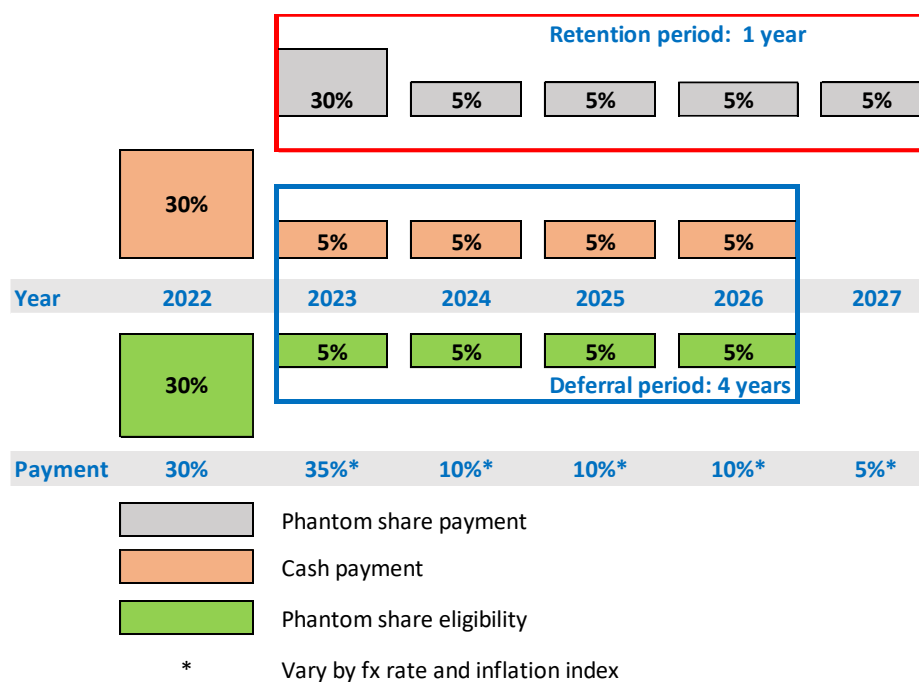 Retention period: 1 year
30% 5% 5% 5% 5%
30%
5% 5% 5% 5%
Year 2022 2023 2024 2025 2026 2027
5% 5% 5% 5%
30%
Deferral period: 4 years
Payment 30% 35%* 10%* 10%* 10%* 5%*
Phantom share payment
Cash payment
Phantom share eligibility
* Vary by fx rate and inflation index